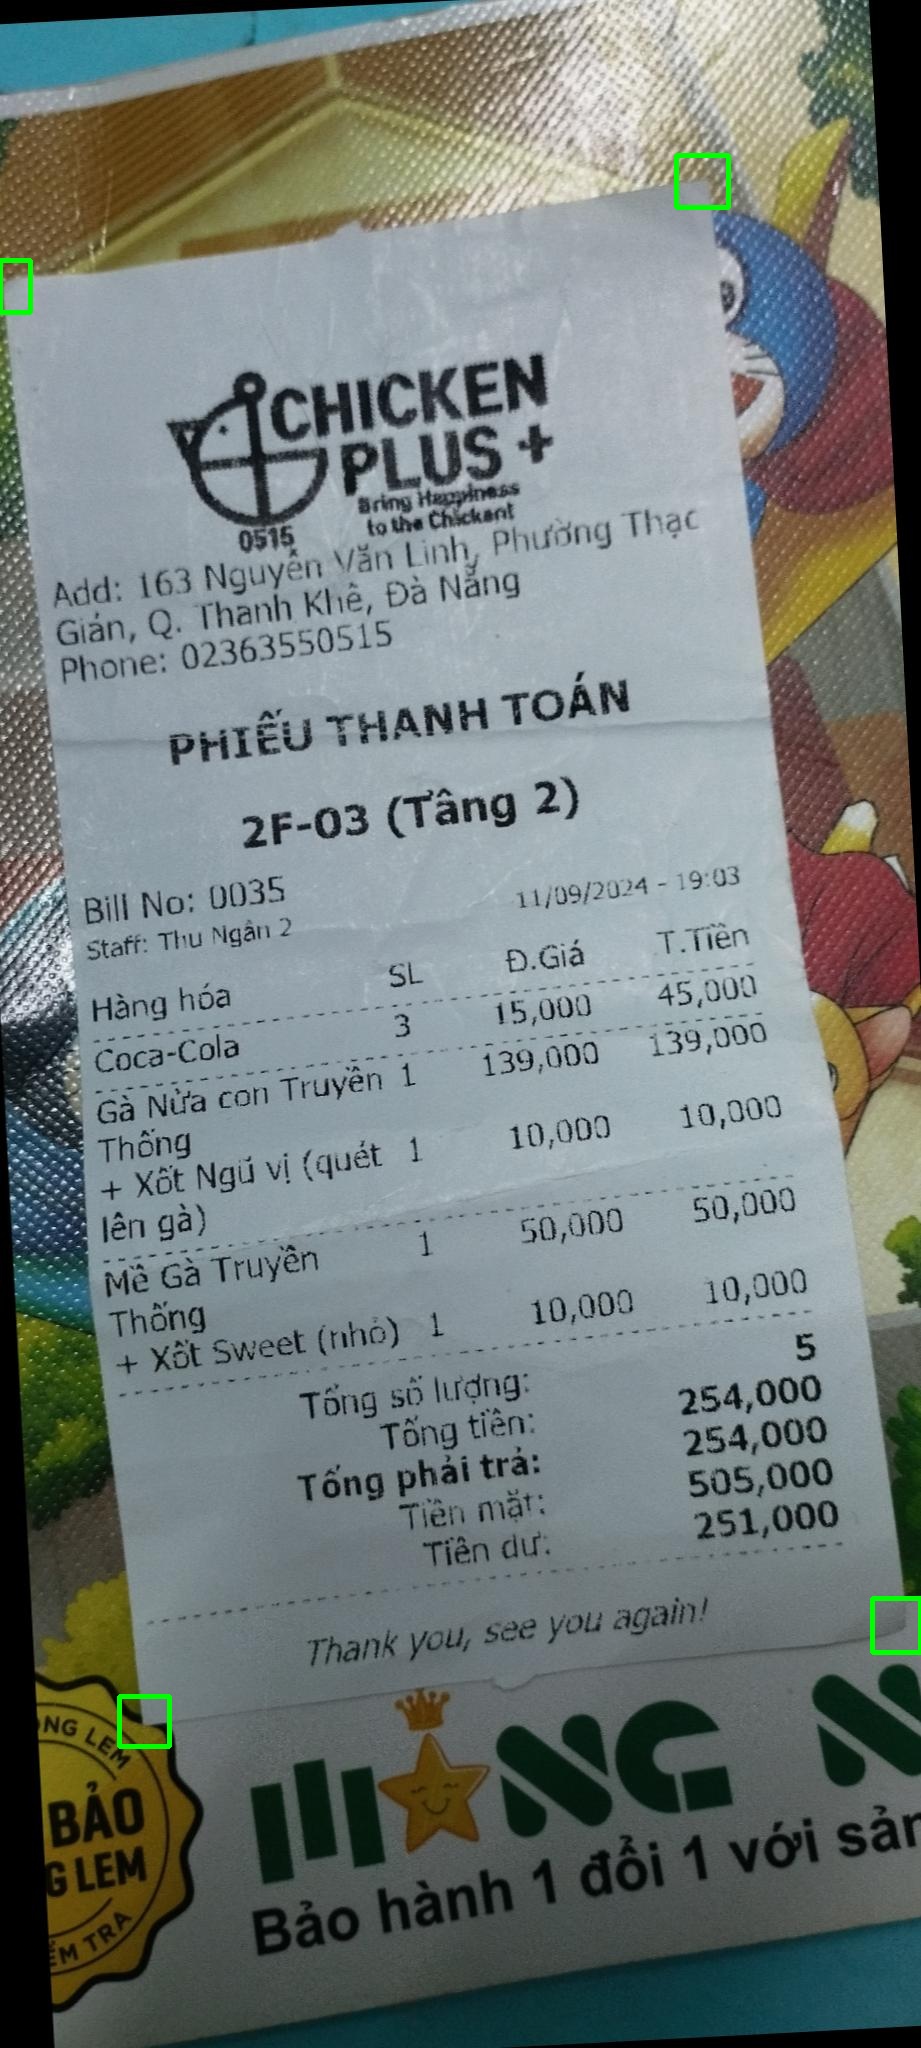 CHICKEN
PLUS +
Bring Happiness
to the Chickant
0515
Add: 163 Nguyễn Văn Linh, Phường Thạc
Gián, Q. Thanh Khê, Đà Nẵng
Phone: 02363550515
PHIẾU THANH TOÁN
2F-03 (Tầng 2)
Bill No: 0035 11/09/2024 - 19:03
Staff: Thu Ngân 2
Hàng hóa SL Đ.Giá T.Tiền
Coca-Cola 3 15,000 45,000
Gà Nửa con Truyền 1 139,000 139,000
Thống
+ Xốt Ngũ vị (quét 1 10,000 10,000
lên gà)
Mề Gà Truyền 1 50,000 50,000
Thống
+ Xốt Sweet (nhỏ) 1 10,000 10,000
Tổng số lượng: 5
Tổng tiền: 254,000
Tổng phải trả: 254,000
Tiền mặt: 505,000
Tiền dư: 251,000
Thank you, see you again!
NG LEM
BẢO
G LEM
ỂM TRA
M NG N
Bảo hành 1 đổi 1 với sản